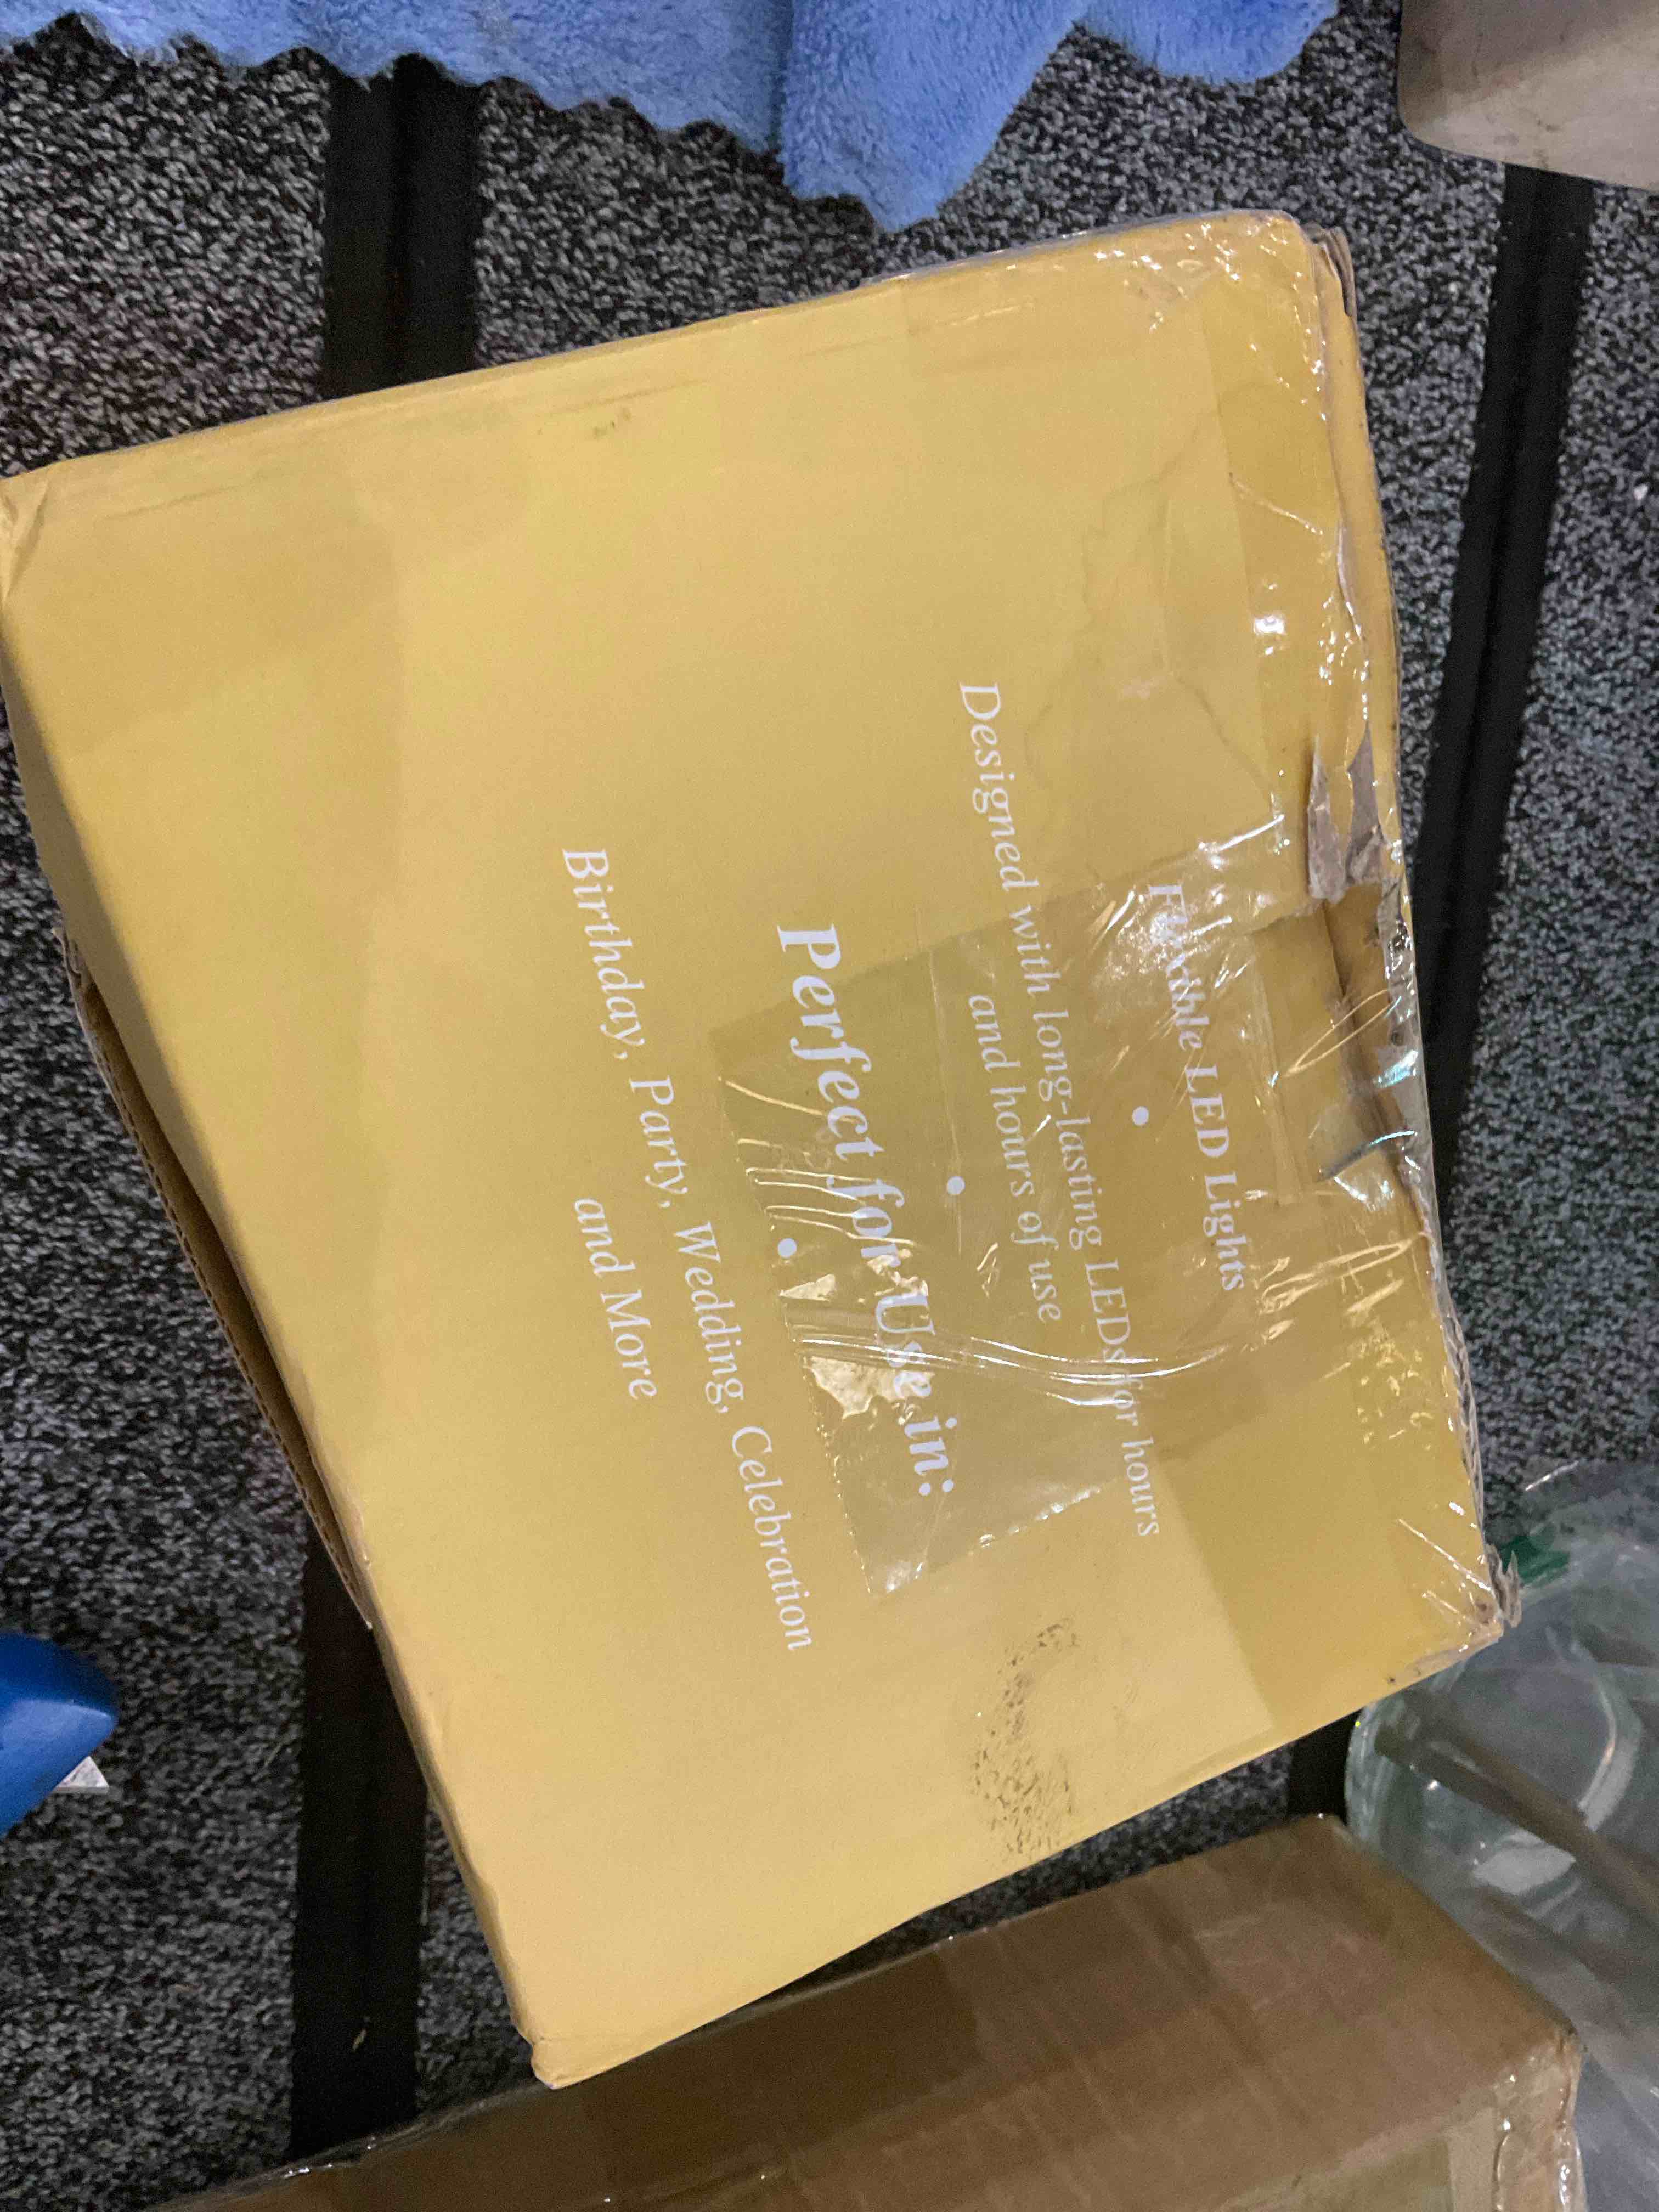 Flexible LED Lights
•
Designed with long-lasting LEDs for hours
and hours of use
•
Perfect for Use in:
•
Birthday, Party, Wedding, Celebration
and More